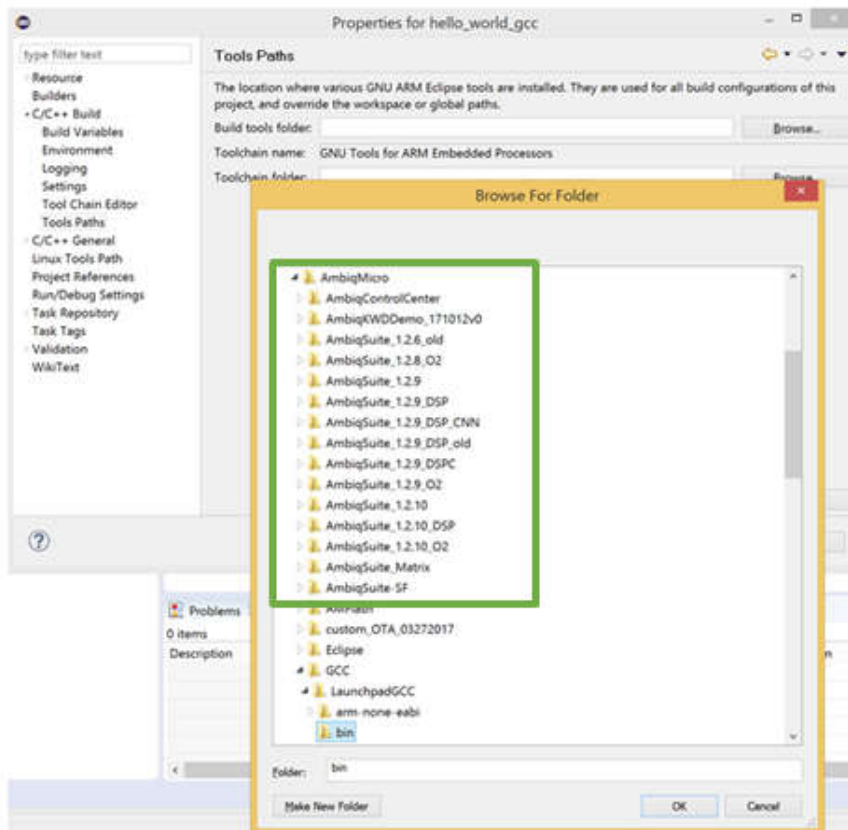 Properties for hello_world_gcc
type filter text
Resource
Builders
C/C++ Build
Build Variables
Environment
Logging
Settings
Tool Chain Editor
Tools Paths
C/C++ General
Linux Tools Path
Project References
Run/Debug Settings
Task Repository
Task Tags
Validation
WikiText
Tools Paths
The location where various GNU ARM Eclipse tools are installed. They are used for all build configurations of this
project, and override the workspace or global paths.
Build tools folder:
Browse...
Toolchain name: GNU Tools for ARM Embedded Processors
Toolchain folder:
Browse...
Browse For Folder
AmbiqMicro
AmbiqControlCenter
AmbiqKWDDemo_171012v0
AmbiqSuite_1.2.6_old
AmbiqSuite_1.2.8_O2
AmbiqSuite_1.2.9
AmbiqSuite_1.2.9_DSP
AmbiqSuite_1.2.9_DSP_CNN
AmbiqSuite_1.2.9_DSP_old
AmbiqSuite_1.2.9_DSPC
AmbiqSuite_1.2.9_O2
AmbiqSuite_1.2.10
AmbiqSuite_1.2.10_DSP
AmbiqSuite_1.2.10_O2
AmbiqSuite_Matrix
AmbiqSuite-SF
custom_OTA_03272017
Eclipse
GCC
LaunchpadGCC
arm-none-eabi
bin
Folder: bin
Make New Folder
OK
Cancel
?
Problems
0 items
Description